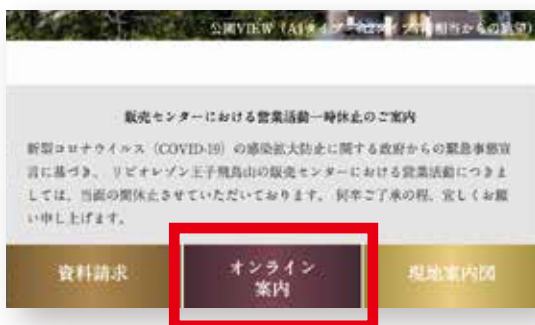 公園VIEW（A1タイプ
販売センターにおける営業活動一時休止のご案内
新型コロナウイルス（COVID-19）の感染拡大防止に関する政府からの緊急事態宣
言に基づき、リビオレゾン王子飛鳥山の販売センターにおける営業活動につきま
しては、当面の間休止させていただいております。何卒ご了承の程、宜しくお願
い申し上げます。
資料請求
オンライン
案内
現地案内図